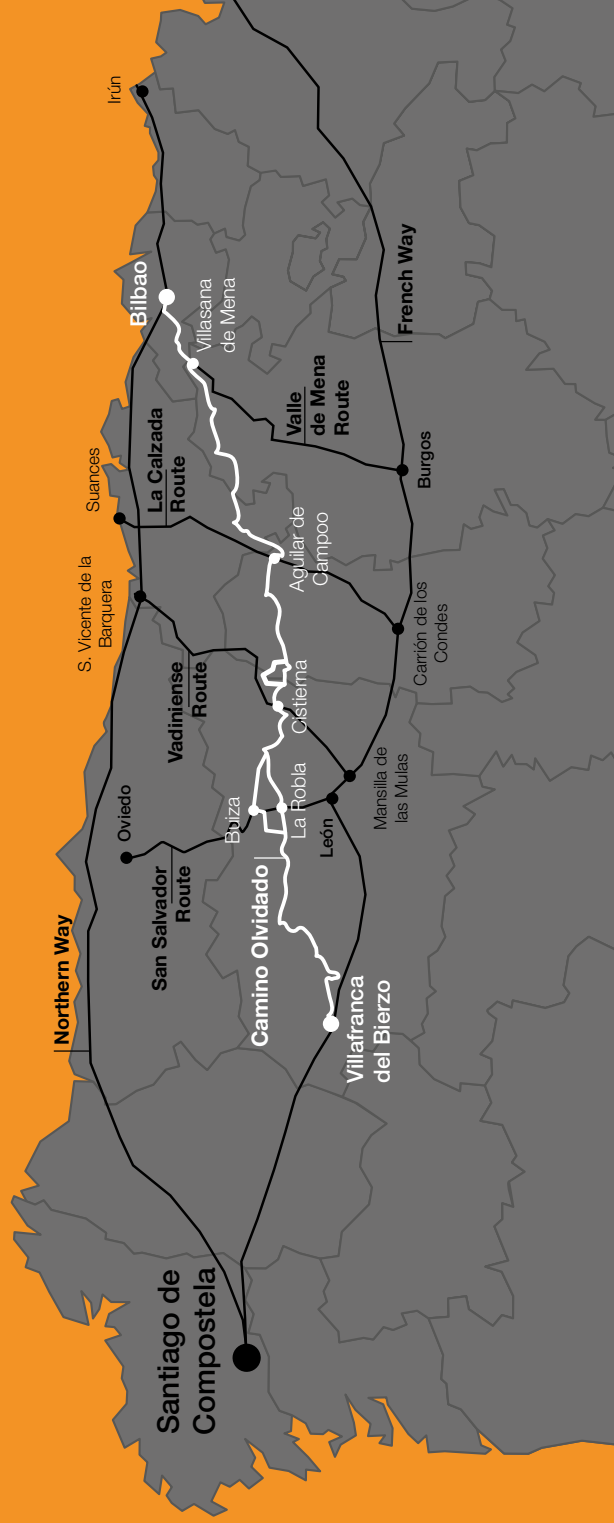 Northern Way
S. Vicente de la
Barquera
Suances
Irún
Oviedo
Bilbao
La Calzada
Route
San Salvador
Route
Santiago de
Compostela
Vadiniense
Route
Villasana
de Mena
Buiza
Camino Olvidado
La Robla
Cistierna
Aguilar de
Campoo
Valle
de Mena
Route
León
Villafranca
del Bierzo
Mansilla de
las Mulas
French Way
Carrión de los
Condes
Burgos